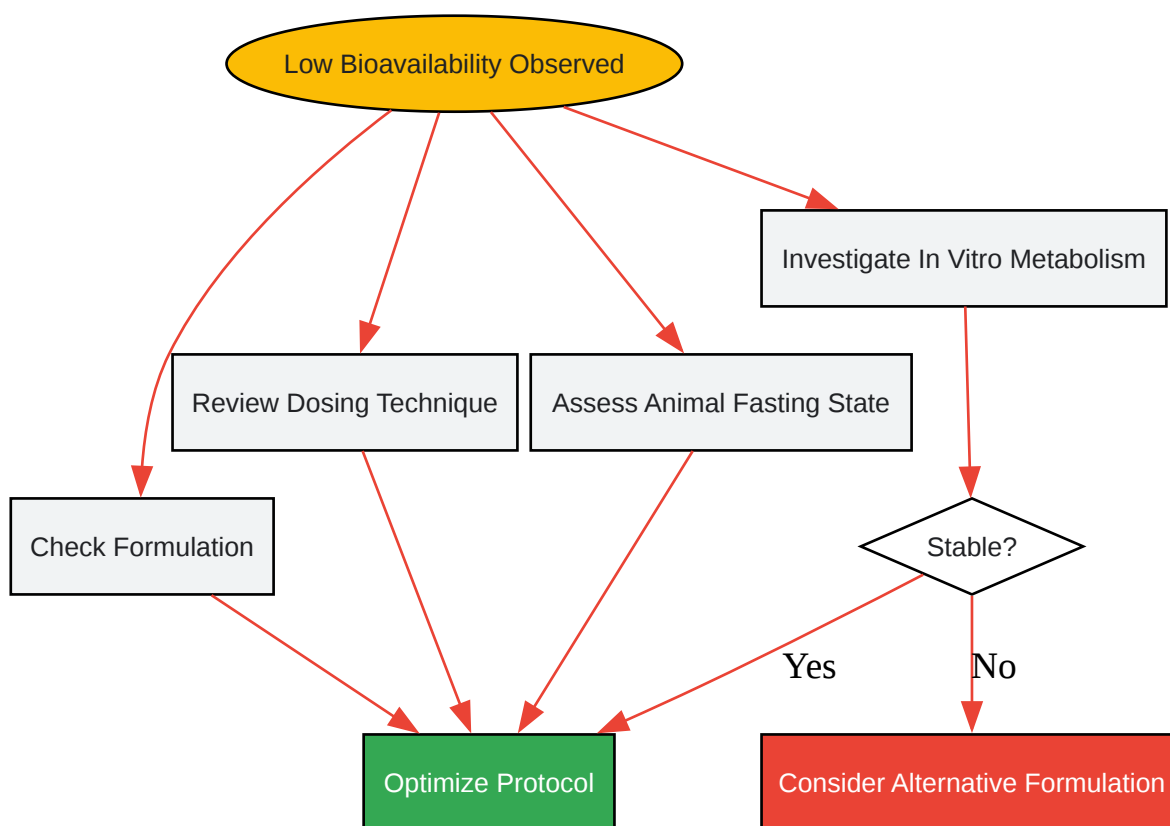 Low Bioavailability Observed
Investigate In Vitro Metabolism
Review Dosing Technique
Assess Animal Fasting State
Check Formulation
Stable?
Yes
No
Optimize Protocol
Consider Alternative Formulation